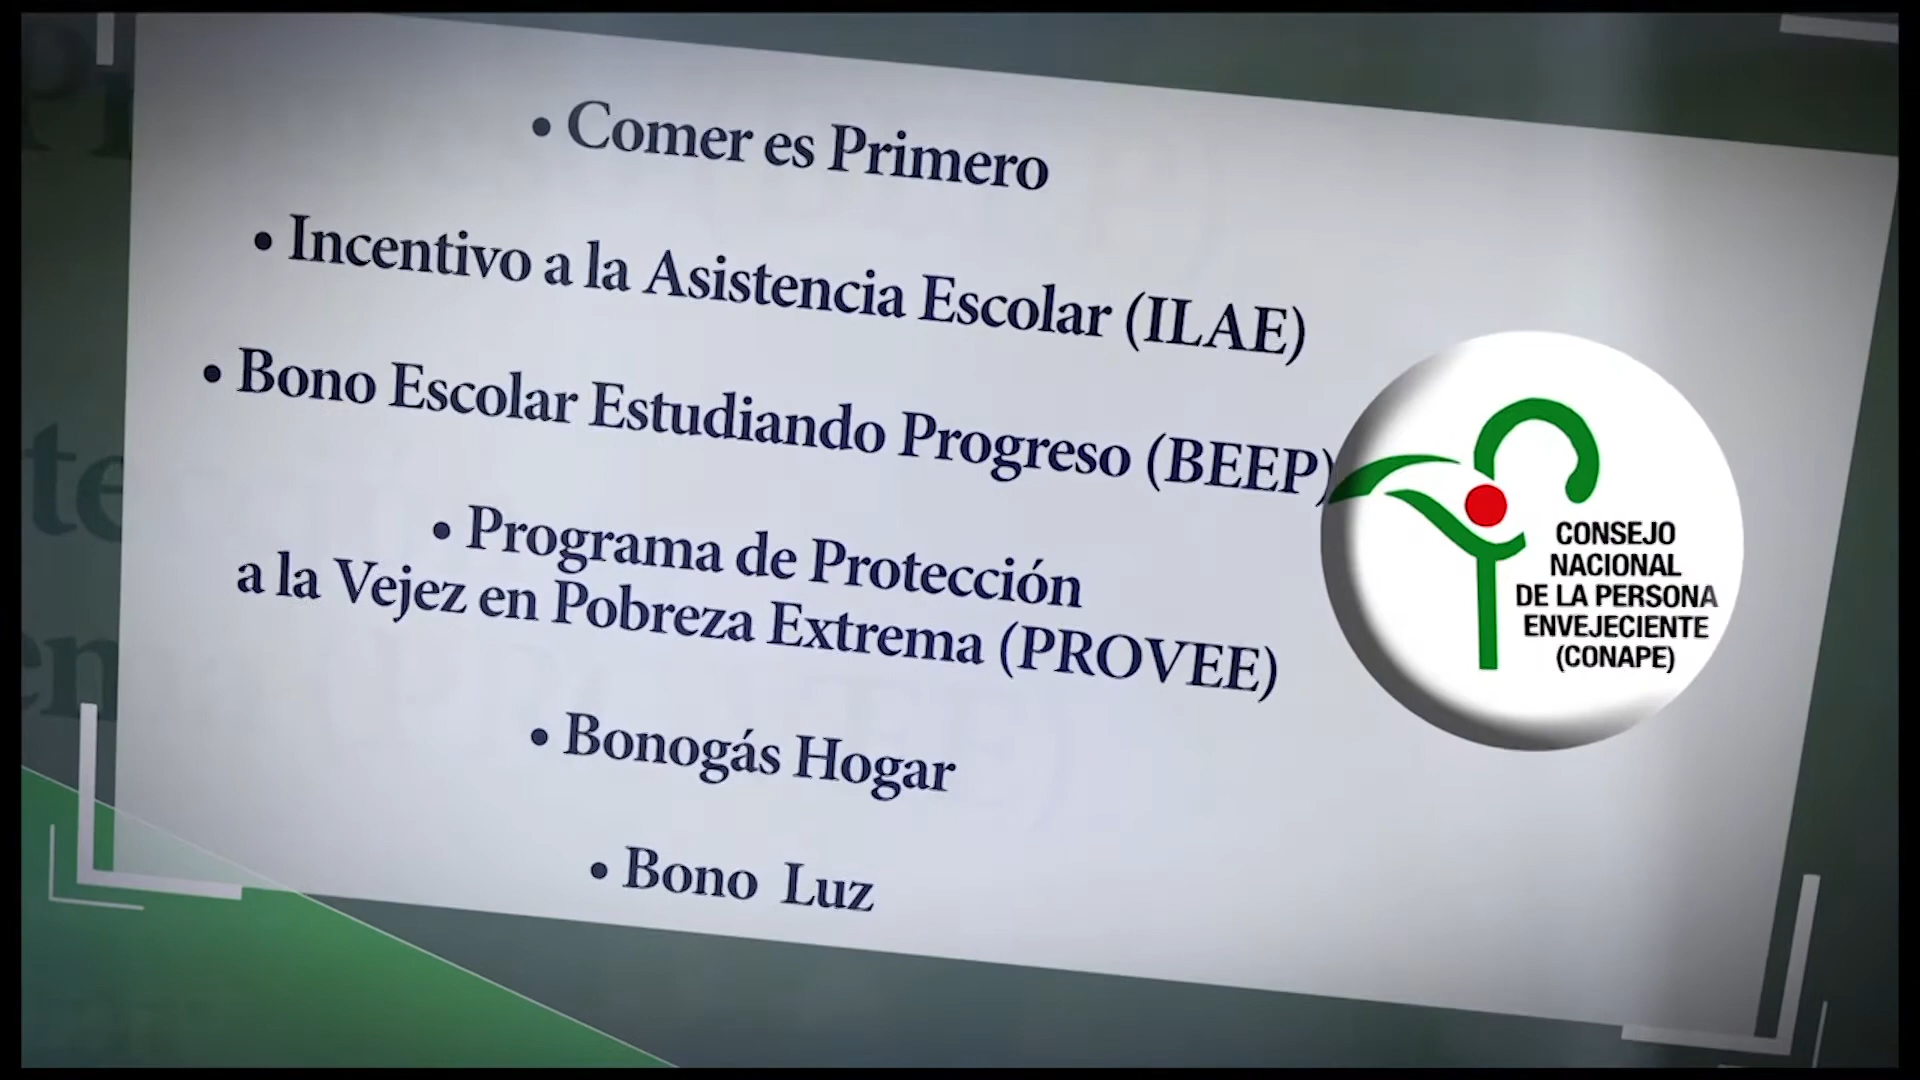 • Comer es Primero
• Incentivo a la Asistencia Escolar (ILAE)
• Bono Escolar Estudiando Progreso (BEEP)
• Programa de Protección
a la Vejez en Pobreza Extrema (PROVEE)
• Bonogás Hogar
• Bono Luz
CONSEJO
NACIONAL
DE LA PERSONA
ENVEJECIENTE
(CONAPE)